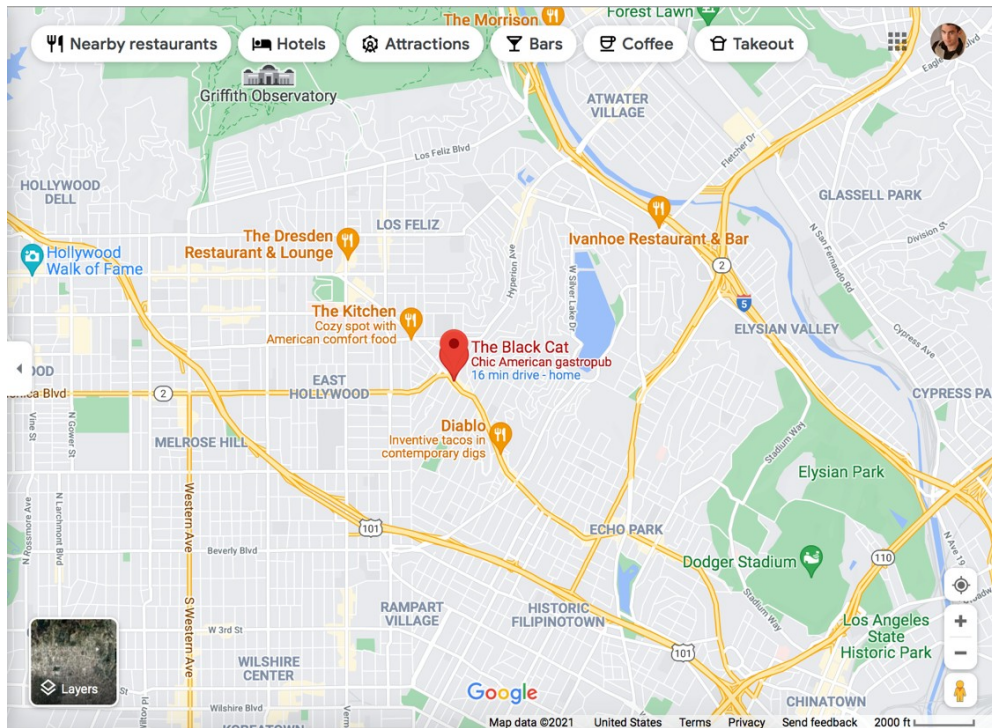 The Morrison
Forest Lawn
Nearby restaurants
Hotels
Attractions
Bars
Coffee
Takeout
Griffith Observatory
ATWATER
VILLAGE
Los Feliz Blvd
Fletcher Dr
HOLLYWOOD
DELL
GLASSELL PARK
LOS FELIZ
N San Fernando Rd
Division St
The Dresden
Restaurant & Lounge
Ivanhoe Restaurant & Bar
Hollywood
Walk of Fame
Hyperion Ave
W Silver Lake Dr
2
5
The Kitchen
Cozy spot with
American comfort food
ELYSIAN VALLEY
Cypress Ave
The Black Cat
Chic American gastropub
16 min drive - home
EAST
HOLLYWOOD
2
CYPRESS PA
Vine St
N Gower St
MELROSE HILL
Diablo
Inventive tacos in
contemporary digs
Stadium Way
Elysian Park
Western Ave
N Rossmore Ave
N Larchmont Blvd
101
ECHO PARK
Beverly Blvd
Dodger Stadium
110
N Ave 19
S Western Ave
RAMPART
VILLAGE
HISTORIC
FILIPINOTOWN
Stadium Way
W 3rd St
Los Angeles
State
Historic Park
101
WILSHIRE
CENTER
Layers
Google
CHINATOWN
Wilshire Blvd
Map data ©2021 United States Terms Privacy Send feedback 2000 ft